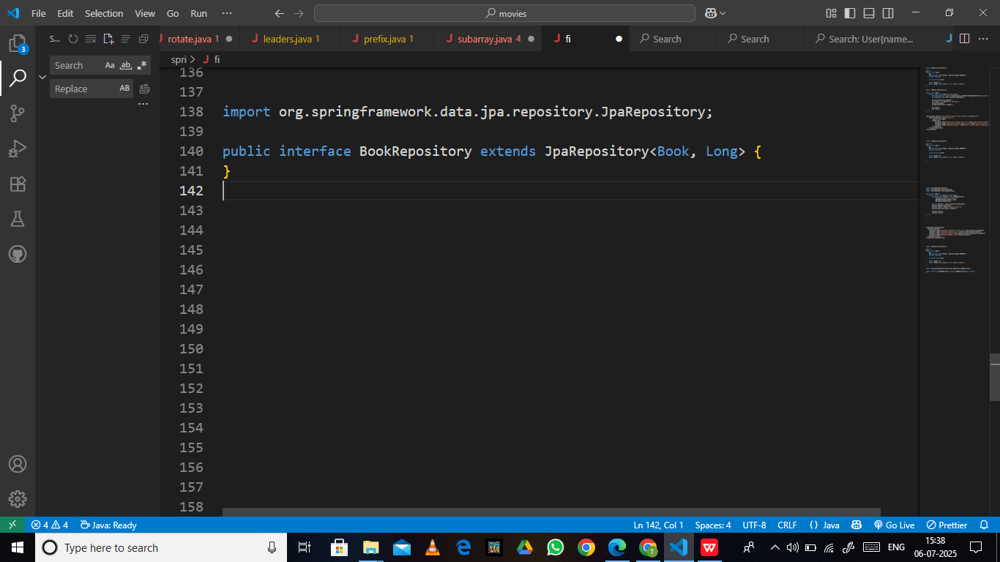 File Edit Selection View Go Run ··· movies
S... rotate.java 1 leaders.java 1 prefix.java 1 subarray.java 4 fi Search Search Search: User{name...
spri > fi
Search Aa ab
Replace AB
3
136
137
138 import org.springframework.data.jpa.repository.JpaRepository;
139
140 public interface BookRepository extends JpaRepository<Book, Long> {
141 }
142
143
144
145
146
147
148
149
150
151
152
153
154
155
156
157
158
4 4 Java: Ready Ln 142, Col 1 Spaces: 4 UTF-8 CRLF {} Java Go Live Prettier
Type here to search ENG 15:38
06-07-2025